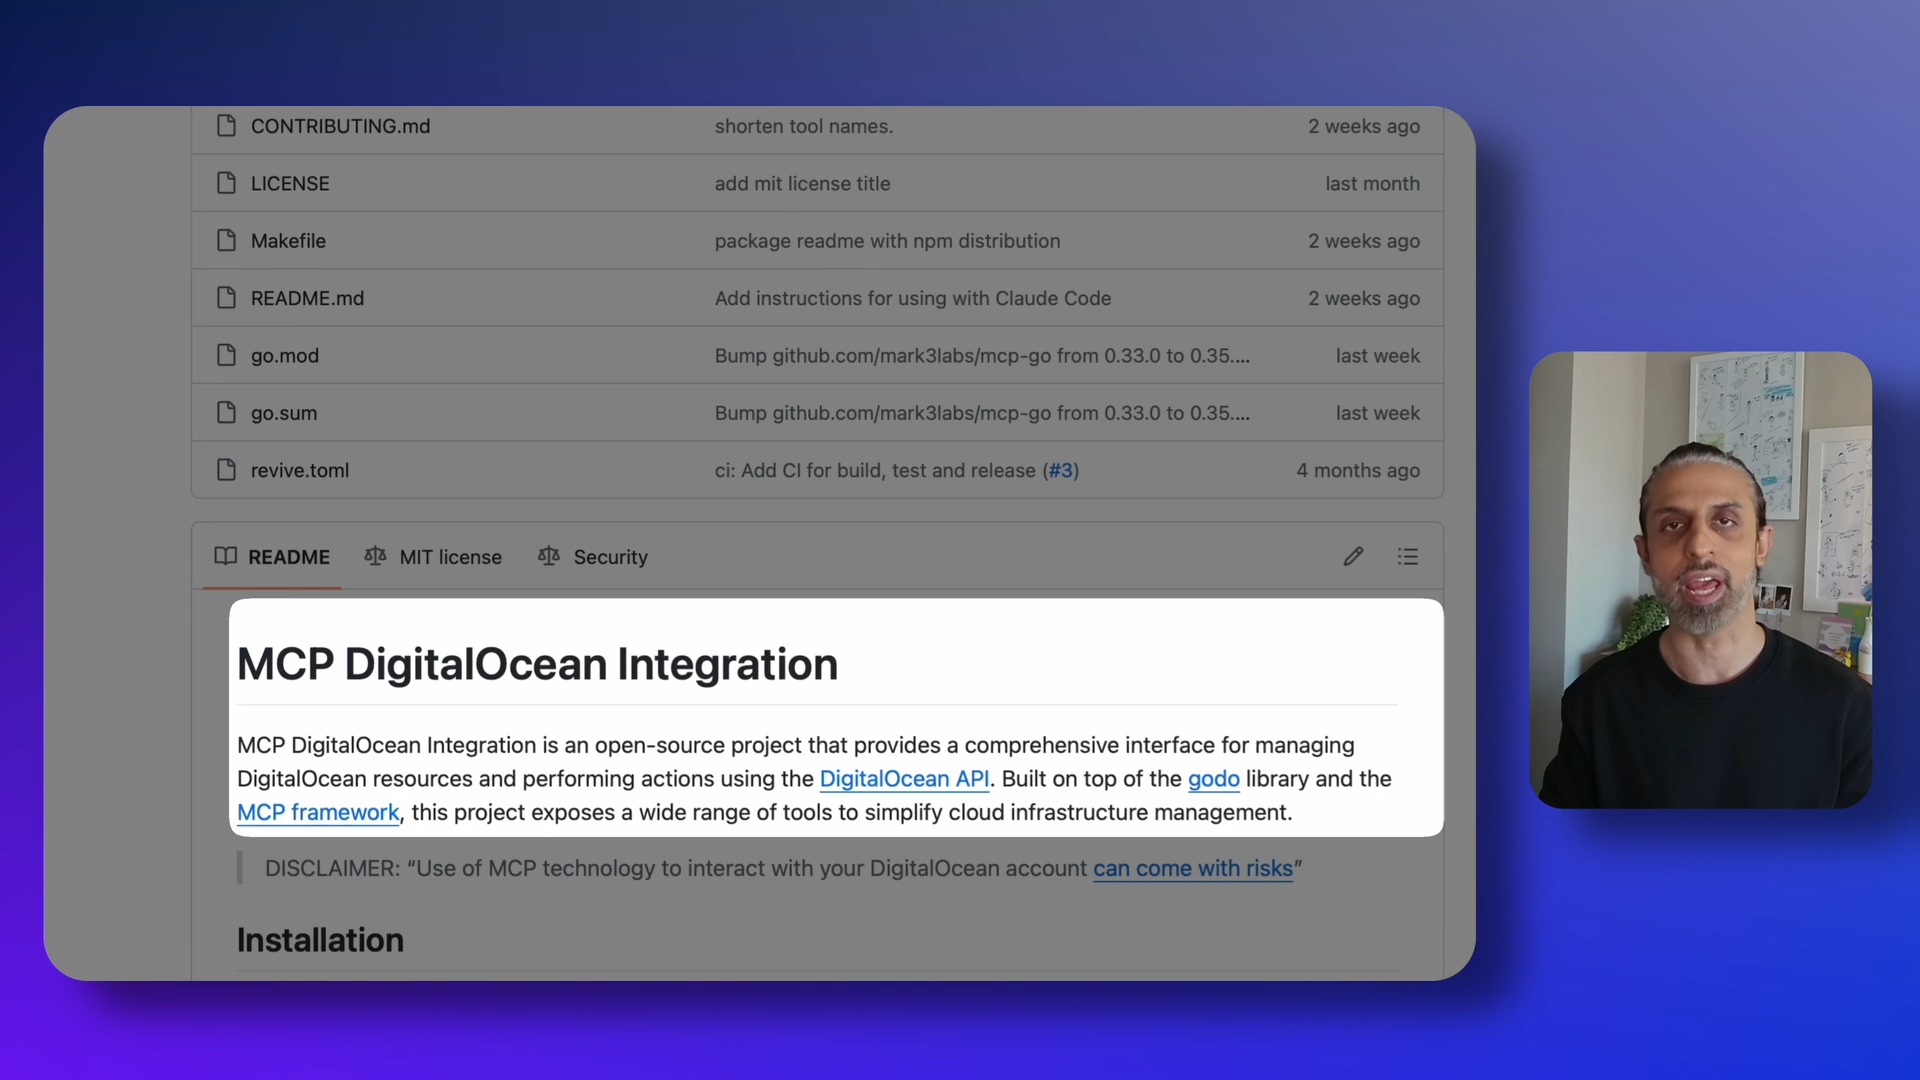 CONTRIBUTING.md shorten tool names. 2 weeks ago
LICENSE add mit license title last month
Makefile package readme with npm distribution 2 weeks ago
README.md Add instructions for using with Claude Code 2 weeks ago
go.mod Bump github.com/mark3labs/mcp-go from 0.33.0 to 0.35.... last week
go.sum Bump github.com/mark3labs/mcp-go from 0.33.0 to 0.35.... last week
revive.toml ci: Add CI for build, test and release (#3) 4 months ago
README MIT license Security
MCP DigitalOcean Integration
MCP DigitalOcean Integration is an open-source project that provides a comprehensive interface for managing
DigitalOcean resources and performing actions using the DigitalOcean API. Built on top of the godo library and the
MCP framework, this project exposes a wide range of tools to simplify cloud infrastructure management.
DISCLAIMER: “Use of MCP technology to interact with your DigitalOcean account can come with risks”
Installation